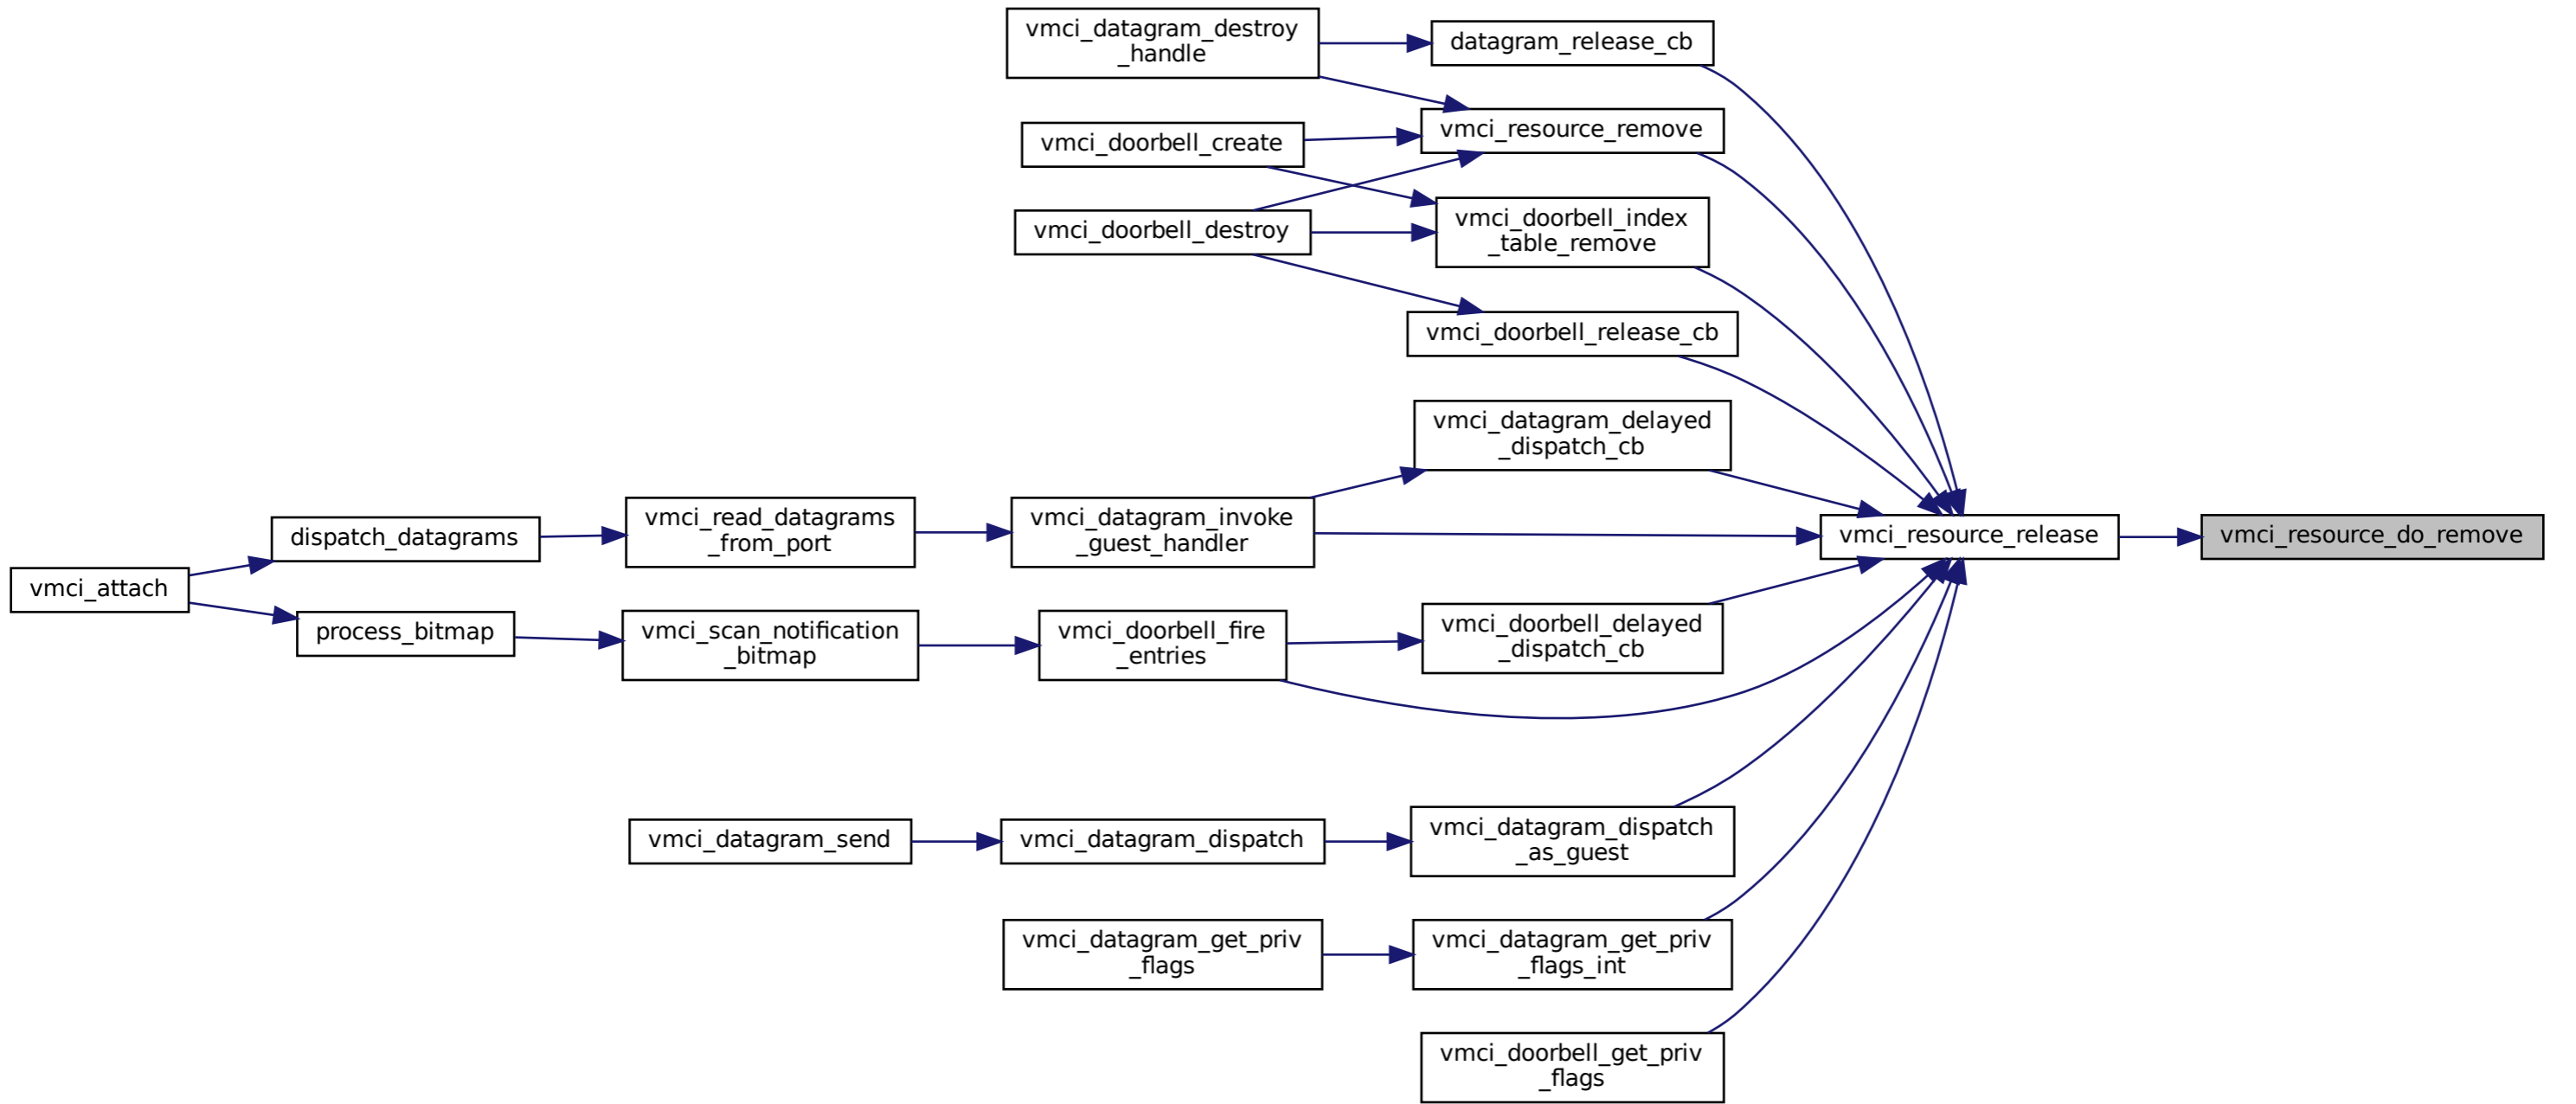 vmci_datagram_destroy
_handle
datagram_release_cb
vmci_resource_remove
vmci_doorbell_create
vmci_doorbell_index
_table_remove
vmci_doorbell_destroy
vmci_doorbell_release_cb
vmci_datagram_delayed
_dispatch_cb
vmci_attach
dispatch_datagrams
vmci_read_datagrams
_from_port
vmci_datagram_invoke
_guest_handler
vmci_resource_release
vmci_resource_do_remove
process_bitmap
vmci_scan_notification
_bitmap
vmci_doorbell_fire
_entries
vmci_doorbell_delayed
_dispatch_cb
vmci_datagram_send
vmci_datagram_dispatch
vmci_datagram_dispatch
_as_guest
vmci_datagram_get_priv
_flags
vmci_datagram_get_priv
_flags_int
vmci_doorbell_get_priv
_flags